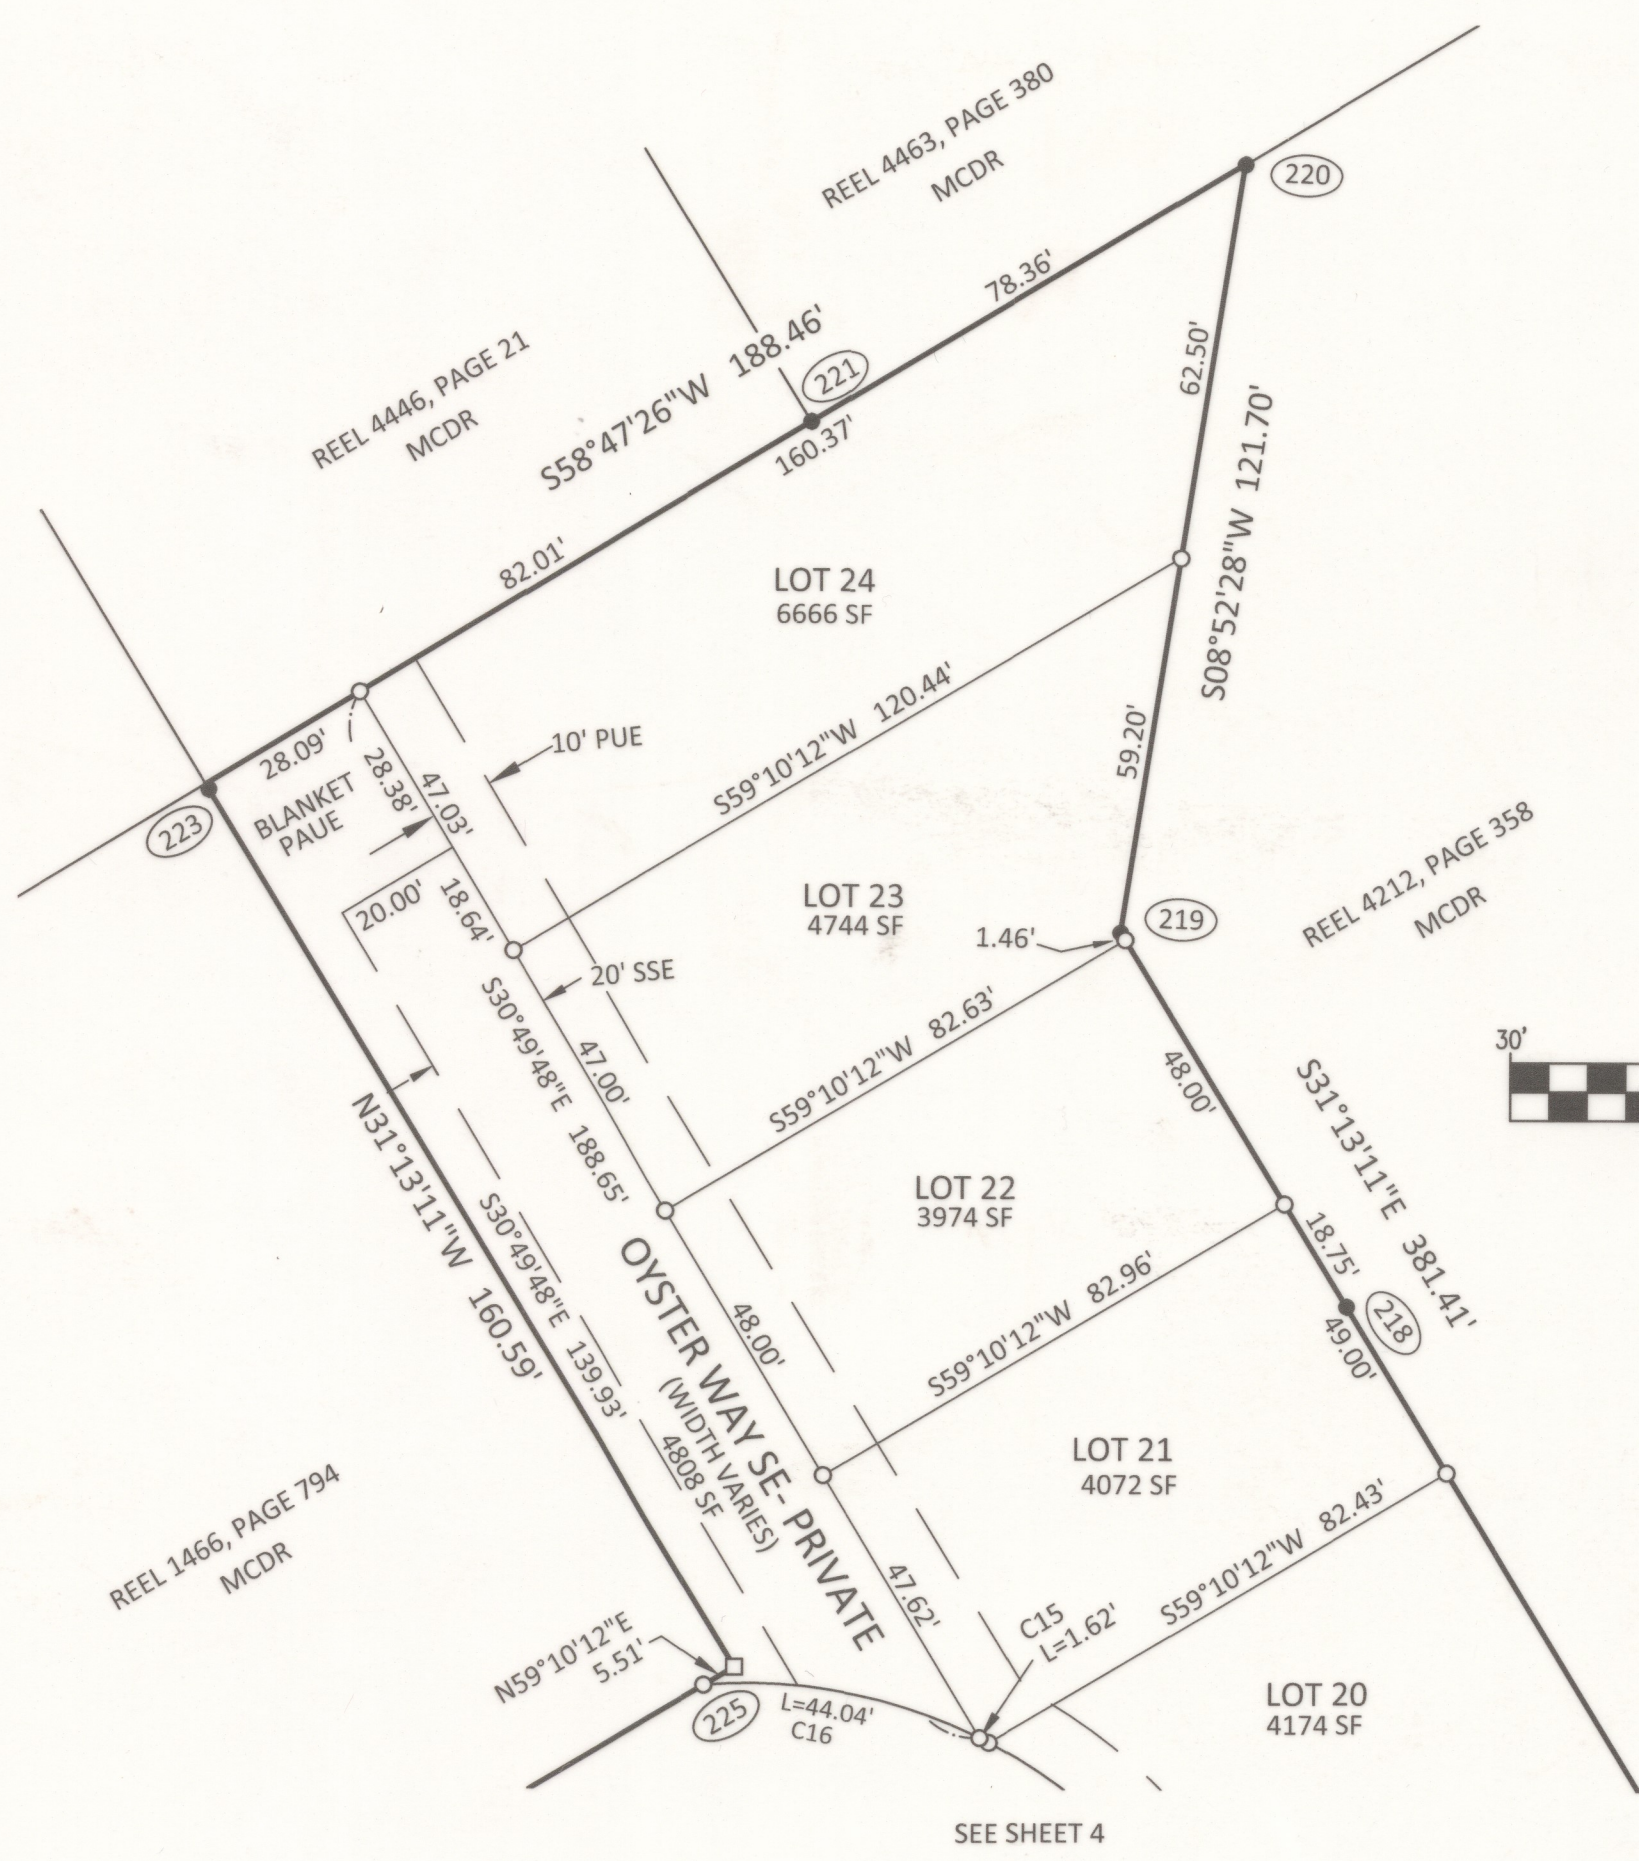 REEL 4463, PAGE 380
MCDR
220
78.36'
62.50'
S58°47'26"W 188.46'
221
160.37'
REEL 4446, PAGE 21
MCDR
S08°52'28"W 121.70'
82.01'
LOT 24
6666 SF
S59°10'12"W 120.44'
10' PUE
28.09'
28.38'
47.03'
BLANKET
PAUE
223
59.20'
REEL 4212, PAGE 358
MCDR
20.00'
18.64'
LOT 23
4744 SF
1.46'
219
20' SSE
S30°49'48"E 188.65'
47.00'
S59°10'12"W 82.63'
48.00'
30'
S31°13'11"E 381.41'
N31°13'11"W 160.59'
S30°49'48"E 139.93'
LOT 22
3974 SF
18.75'
218
49.00'
OYSTER WAY SE- PRIVATE
(WIDTH VARIES)
4808 SF
48.00'
S59°10'12"W 82.96'
LOT 21
4072 SF
REEL 1466, PAGE 794
MCDR
47.62'
S59°10'12"W 82.43'
N59°10'12"E
5.51'
C15
L=1.62'
225
L=44.04'
C16
LOT 20
4174 SF
SEE SHEET 4